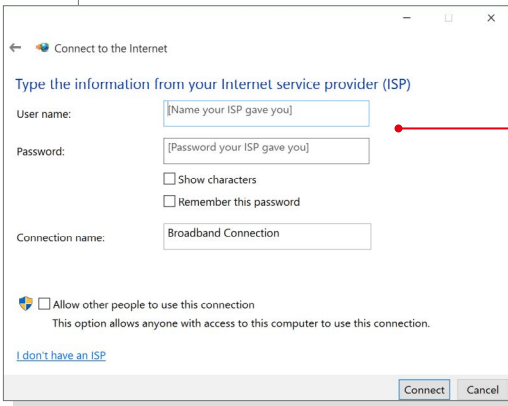 Connect to the Internet
Type the information from your Internet service provider (ISP)
User name:
[Name your ISP gave you]
Password:
[Password your ISP gave you]
Show characters
Remember this password
Connection name:
Broadband Connection
Allow other people to use this connection
This option allows anyone with access to this computer to use this connection.
I don't have an ISP
Connect
Cancel